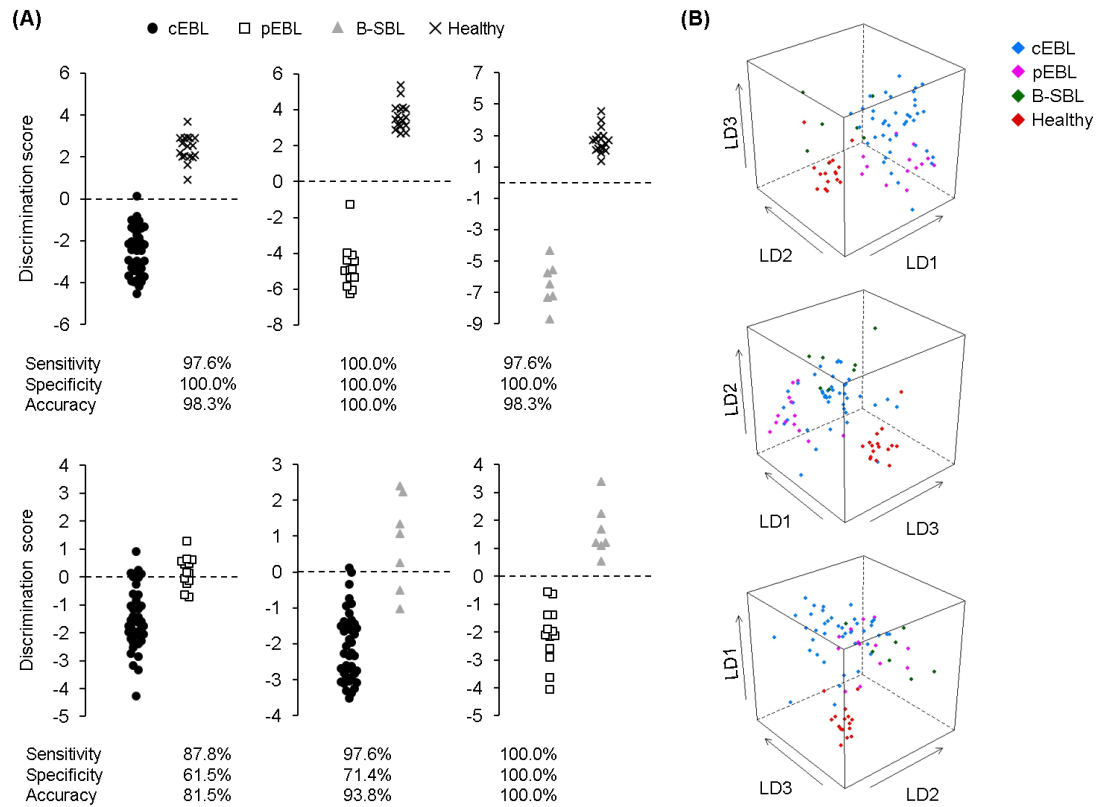 (A)
cEBL pEBL B-SBL Healthy
Discrimination score
6
4
2
0
-2
-4
-6
6
4
2
0
-2
-4
-6
-8
7
5
3
1
-1
-3
-5
-7
-9
Sensitivity 97.6% 100.0% 97.6%
Specificity 100.0% 100.0% 100.0%
Accuracy 98.3% 100.0% 98.3%
Discrimination score
4
3
2
1
0
-1
-2
-3
-4
-5
3
2
1
0
-1
-2
-3
-4
4
3
2
1
0
-1
-2
-3
-4
-5
Sensitivity 87.8% 97.6% 100.0%
Specificity 61.5% 71.4% 100.0%
Accuracy 81.5% 93.8% 100.0%
(B)
cEBL
pEBL
B-SBL
Healthy
LD3
LD2
LD1
LD2
LD1
LD3
LD1
LD3
LD2